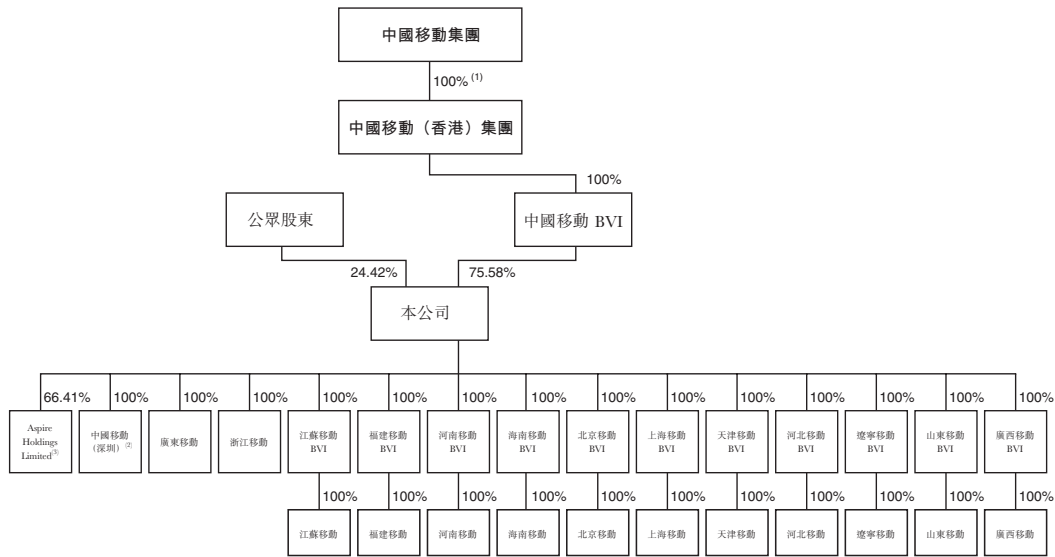 中國移動集團
100% (1)
中國移動（香港）集團
100%
公眾股東
中國移動 BVI
24.42%
75.58%
本公司
66.41%
100%
100%
100%
100%
100%
100%
100%
100%
100%
100%
100%
100%
100%
100%
Aspire
Holdings
Limited(3)
中國移動
（深圳）(2)
廣東移動
浙江移動
江蘇移動
BVI
福建移動
BVI
河南移動
BVI
海南移動
BVI
北京移動
BVI
上海移動
BVI
天津移動
BVI
河北移動
BVI
遼寧移動
BVI
山東移動
BVI
廣西移動
BVI
100%
100%
100%
100%
100%
100%
100%
100%
100%
100%
100%
江蘇移動
福建移動
河南移動
海南移動
北京移動
上海移動
天津移動
河北移動
遼寧移動
山東移動
廣西移動